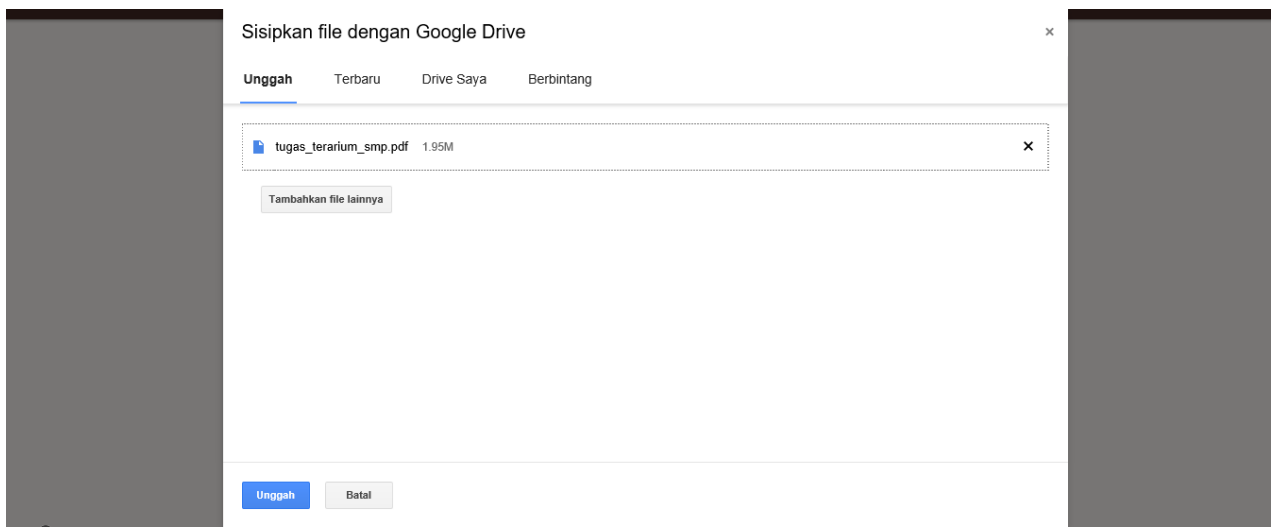 Sisipkan file dengan Google Drive ×
Unggah Terbaru Drive Saya Berbintang
tugas_terarium_smp.pdf 1.95M ×
Tambahkan file lainnya
Unggah Batal